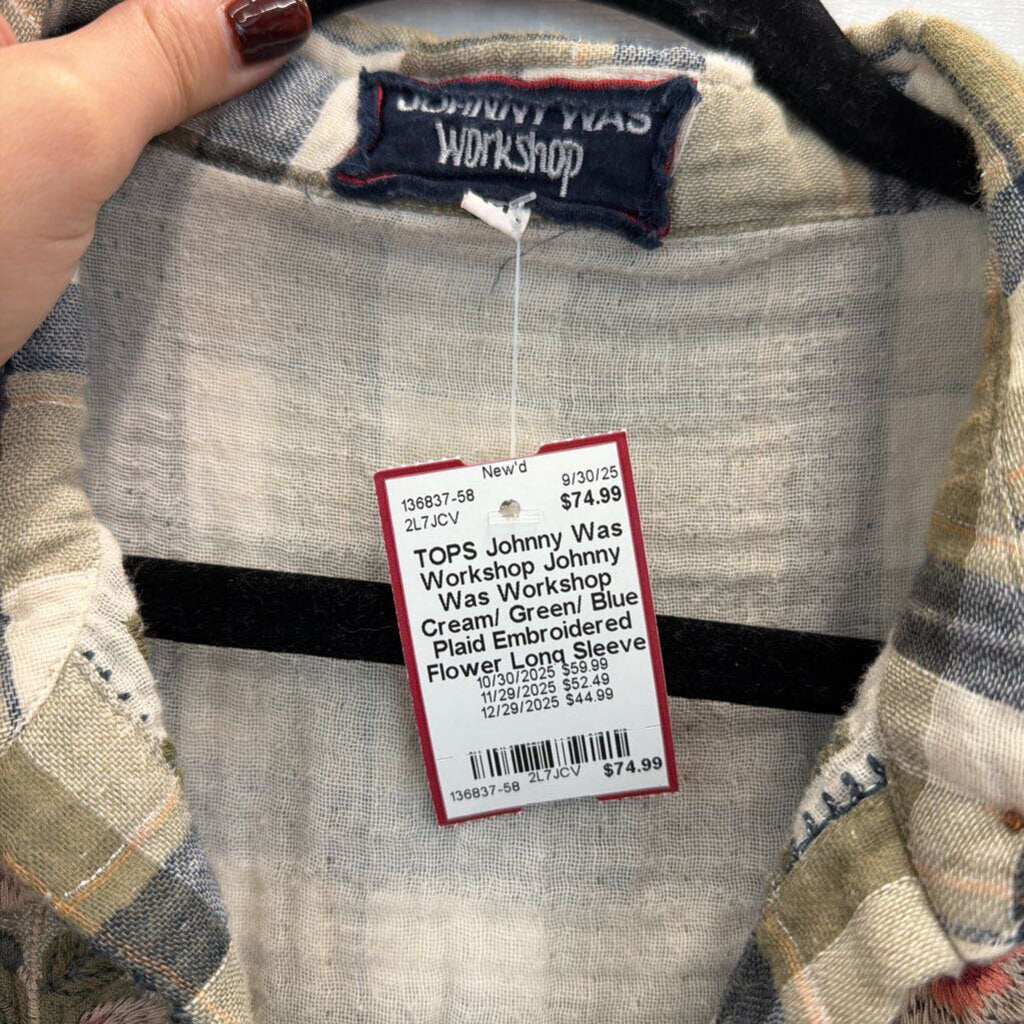 JOHNNY WAS
Workshop
New'd
136837-58 9/30/25
2L7JCV $74.99
TOPS Johnny Was
Workshop Johnny
Was Workshop
Cream/ Green/ Blue
Plaid Embroidered
Flower Long Sleeve
10/30/2025 $59.99
11/29/2025 $52.49
12/29/2025 $44.99
136837-58 2L7JCV $74.99